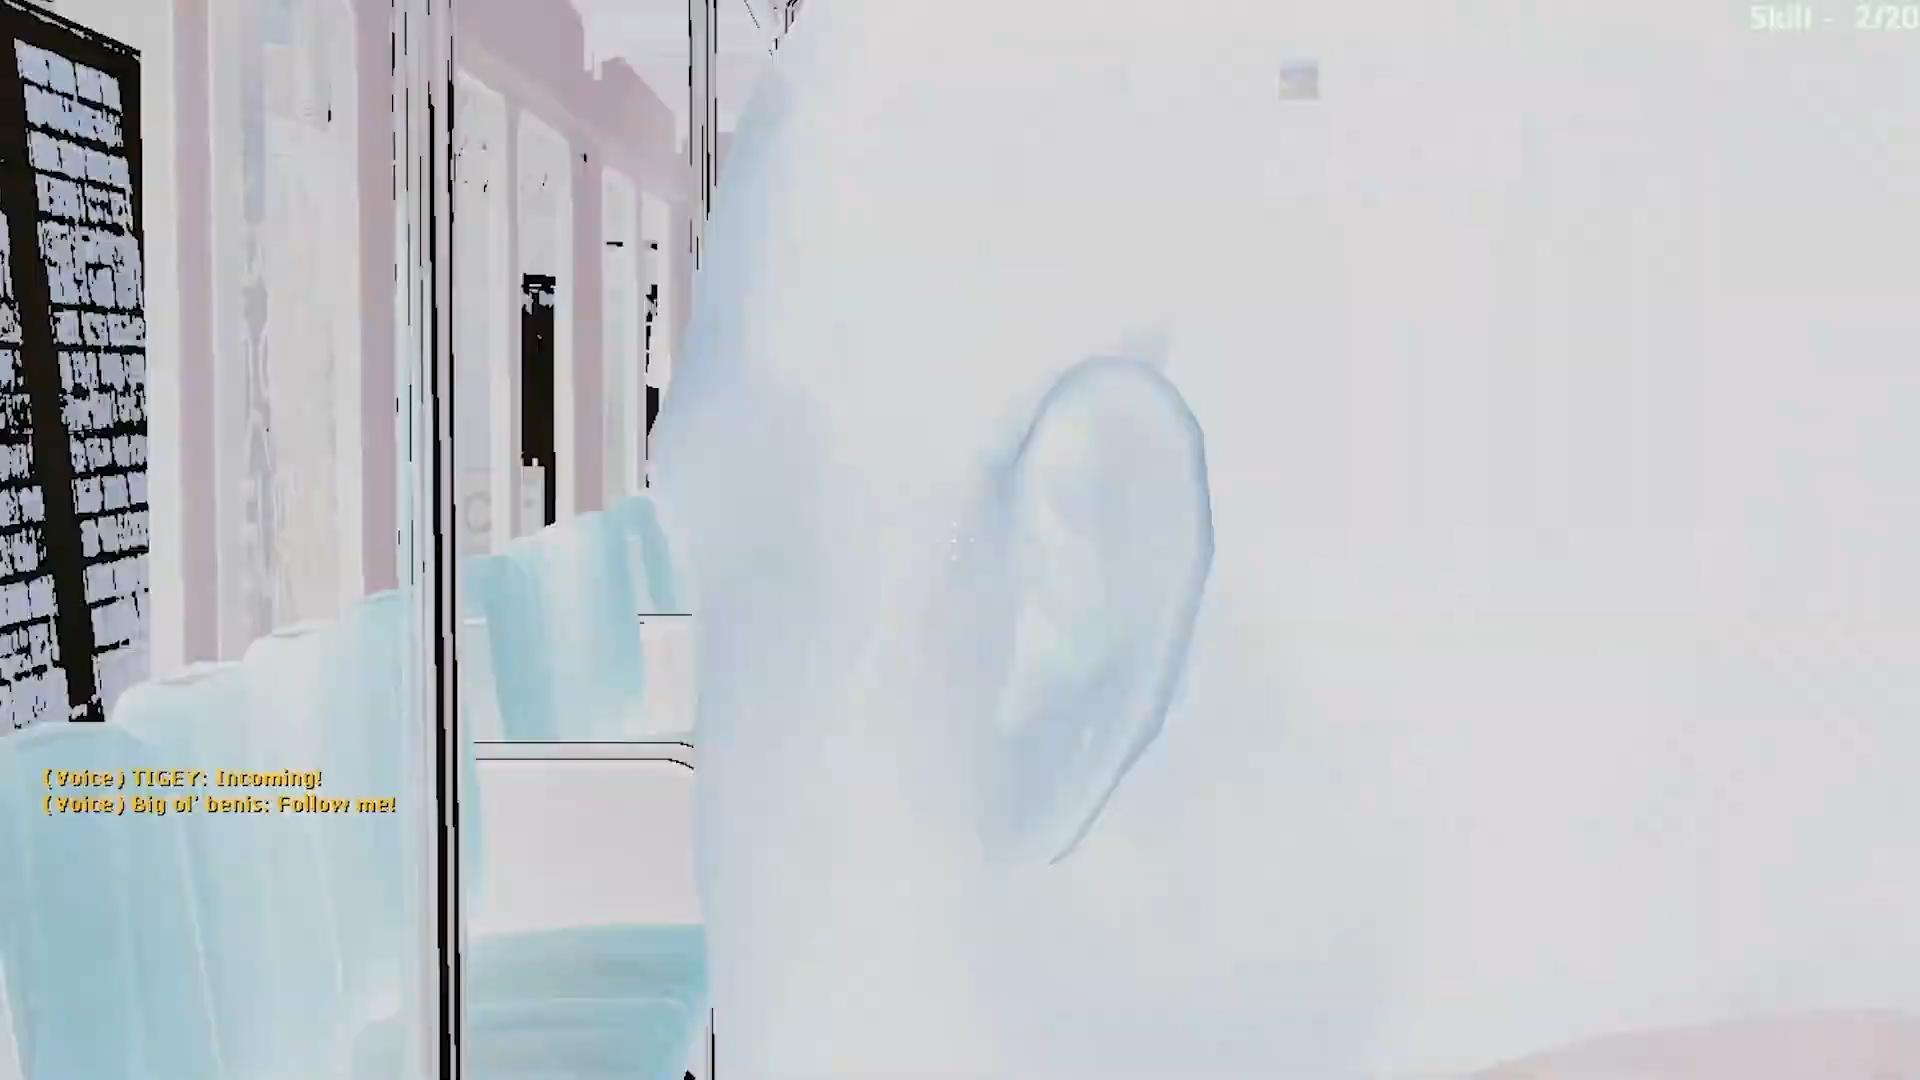 Skill - 2/20
(Voice) TIGEY: Incoming!
(Voice) Big ol' benis: Follow me!